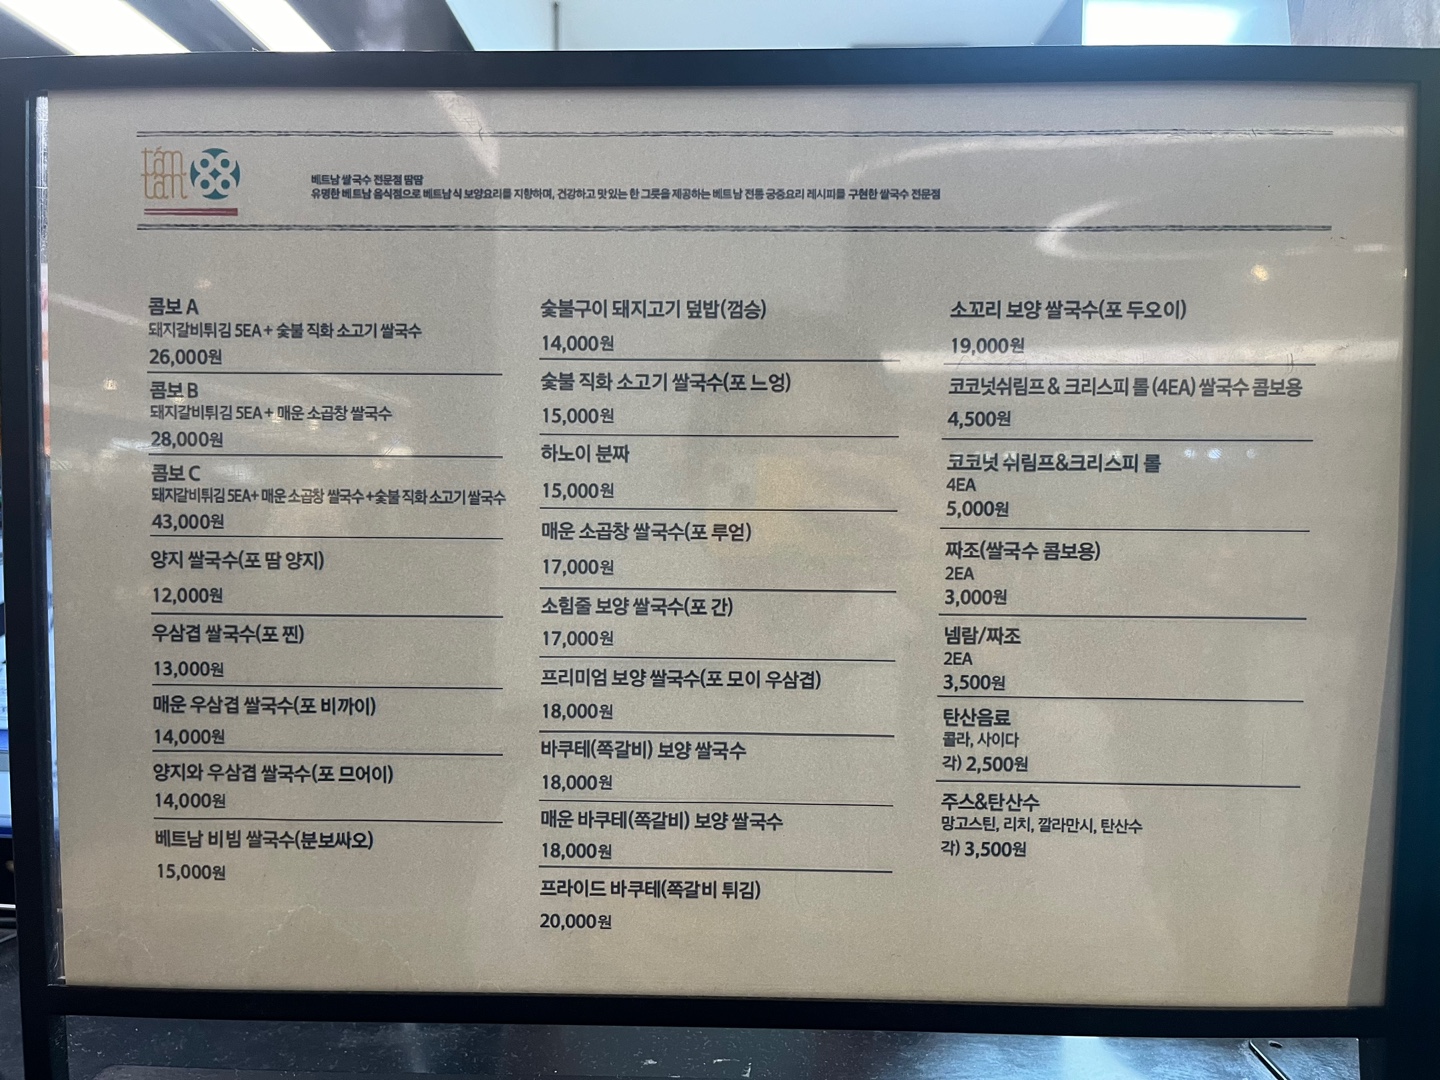 tám
tám
베트남 쌀국수 전문점 땀땀
유명한 베트남 음식점으로 베트남식 보양요리를 지향하며, 건강하고 맛있는 한 그릇을 제공하는 베트남 전통 궁중요리 레시피를 구현한 쌀국수 전문점
콤보 A
돼지갈비튀김 5EA + 숯불 직화 소고기 쌀국수
26,000원
콤보 B
돼지갈비튀김 5EA + 매운 소곱창 쌀국수
28,000원
콤보 C
돼지갈비튀김 5EA+ 매운 소곱창 쌀국수 +숯불 직화 소고기 쌀국수
43,000원
양지 쌀국수(포 땀 양지)
12,000원
우삼겹 쌀국수(포 찐)
13,000원
매운 우삼겹 쌀국수(포 비까이)
14,000원
양지와 우삼겹 쌀국수(포 므어이)
14,000원
베트남 비빔 쌀국수(분보싸오)
15,000원
숯불구이 돼지고기 덮밥(껌승)
14,000원
숯불 직화 소고기 쌀국수(포 느엉)
15,000원
하노이 분짜
15,000원
매운 소곱창 쌀국수(포 루언)
17,000원
소힘줄 보양 쌀국수(포 간)
17,000원
프리미엄 보양 쌀국수(포 모이 우삼겹)
18,000원
바쿠테(쪽갈비) 보양 쌀국수
18,000원
매운 바쿠테(쪽갈비) 보양 쌀국수
18,000원
프라이드 바쿠테(쪽갈비 튀김)
20,000원
소꼬리 보양 쌀국수(포 두오이)
19,000원
코코넛쉬림프 & 크리스피 롤 (4EA) 쌀국수 콤보용
4,500원
코코넛 쉬림프&크리스피 롤
4EA
5,000원
짜조(쌀국수 콤보용)
2EA
3,000원
넴람/짜조
2EA
3,500원
탄산음료
콜라, 사이다
각) 2,500원
주스&탄산수
망고스틴, 리치, 깔라만시, 탄산수
각) 3,500원